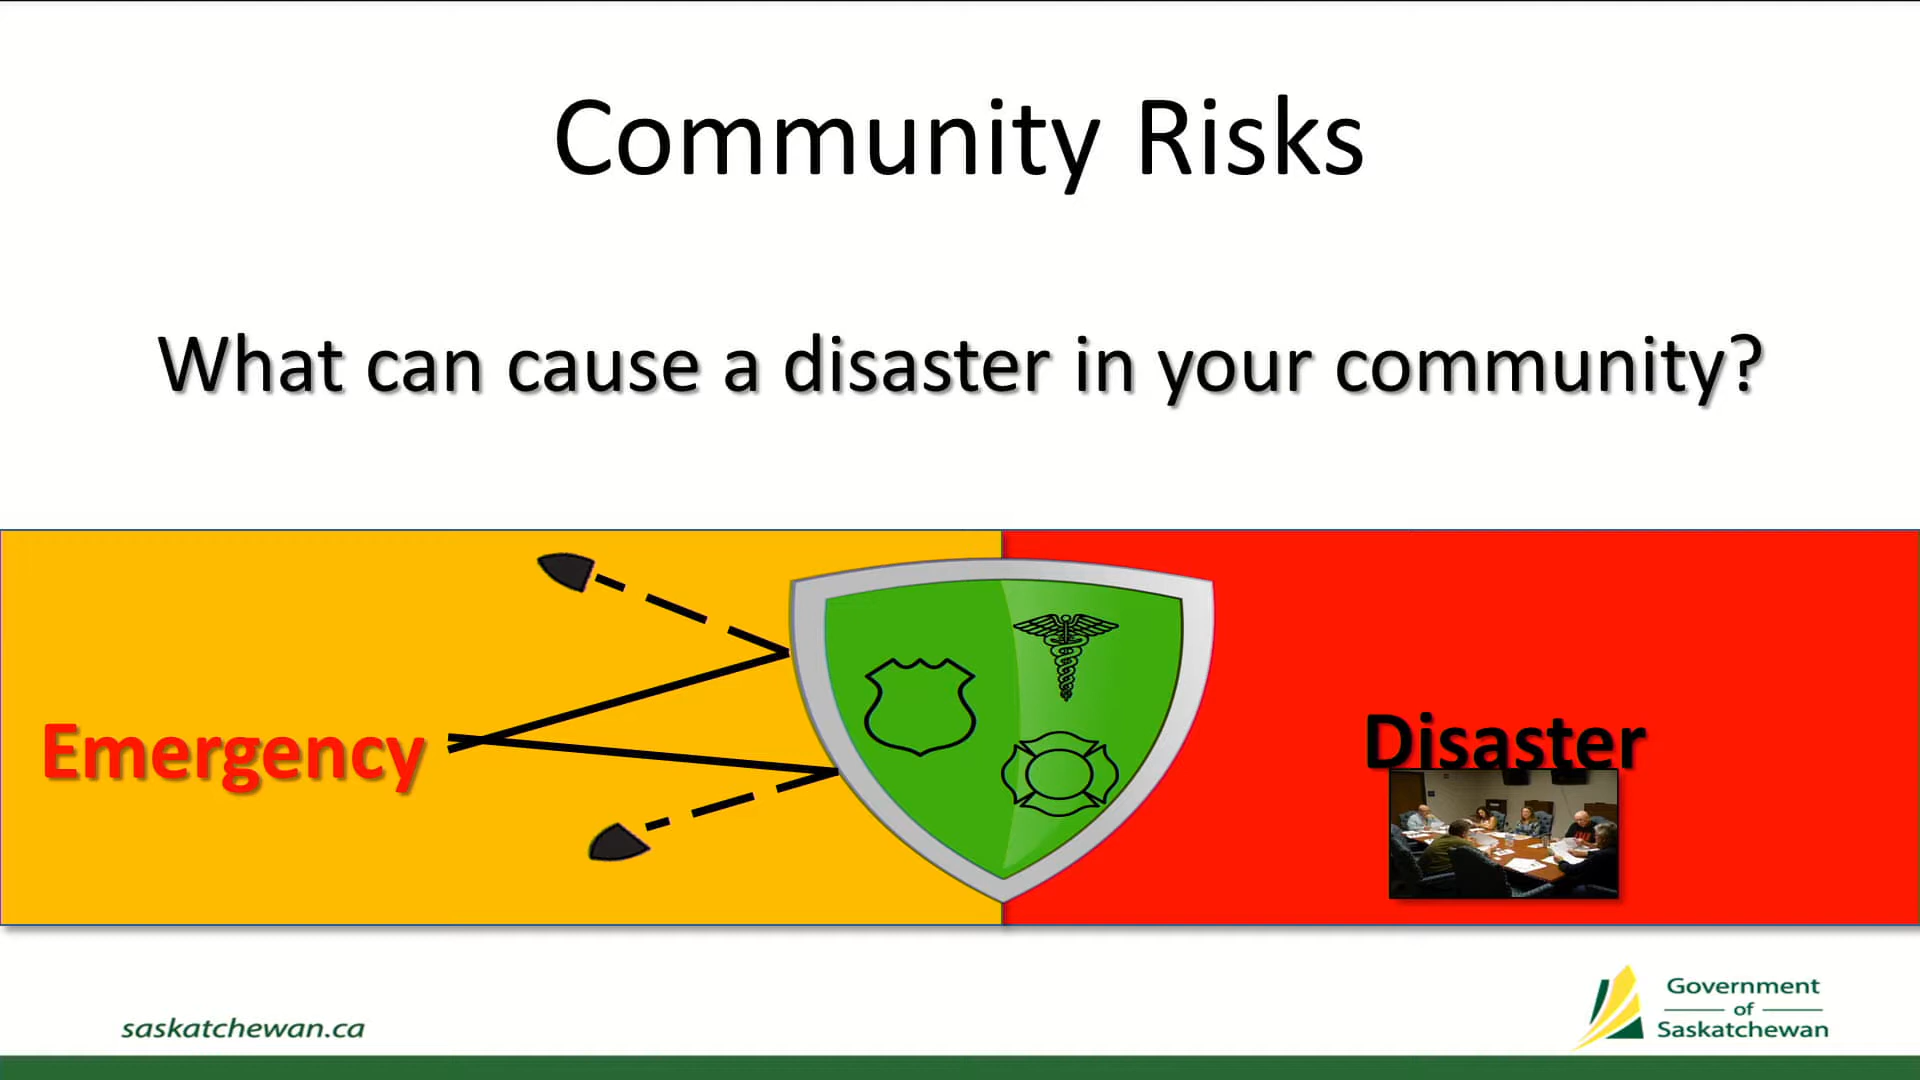 Community Risks
What can cause a disaster in your community?
Emergency
Disaster
saskatchewan.ca
Government
of
Saskatchewan